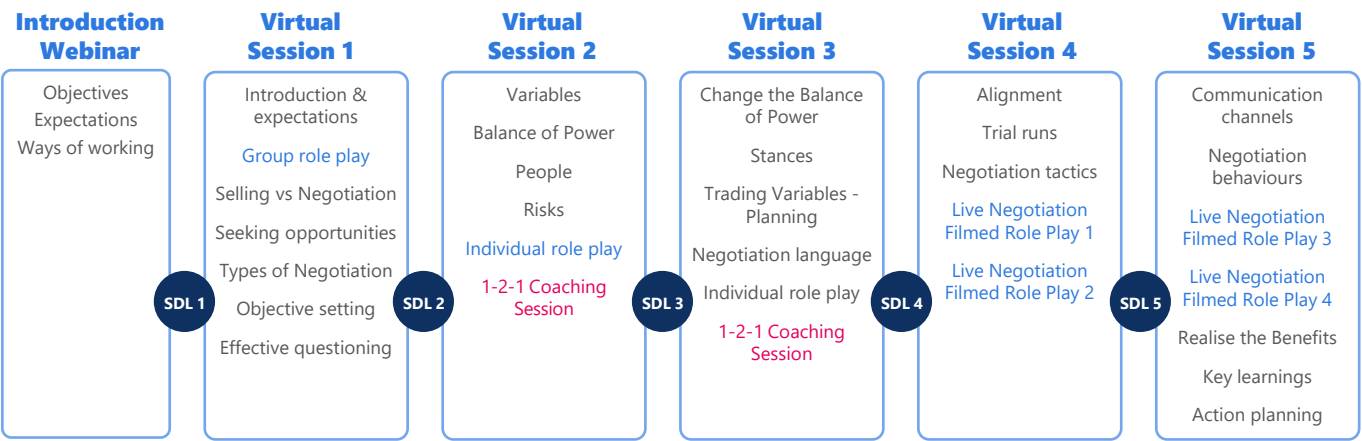 Introduction
Webinar
Objectives
Expectations
Ways of working
SDL 1
Virtual
Session 1
Introduction &
expectations
Group role play
Selling vs Negotiation
Seeking opportunities
Types of Negotiation
Objective setting
Effective questioning
SDL 2
Virtual
Session 2
Variables
Balance of Power
People
Risks
Individual role play
1-2-1 Coaching
Session
SDL 3
Virtual
Session 3
Change the Balance
of Power
Stances
Trading Variables -
Planning
Negotiation language
Individual role play
1-2-1 Coaching
Session
SDL 4
Virtual
Session 4
Alignment
Trial runs
Negotiation tactics
Live Negotiation
Filmed Role Play 1
Live Negotiation
Filmed Role Play 2
SDL 5
Virtual
Session 5
Communication
channels
Negotiation
behaviours
Live Negotiation
Filmed Role Play 3
Live Negotiation
Filmed Role Play 4
Realise the Benefits
Key learnings
Action planning